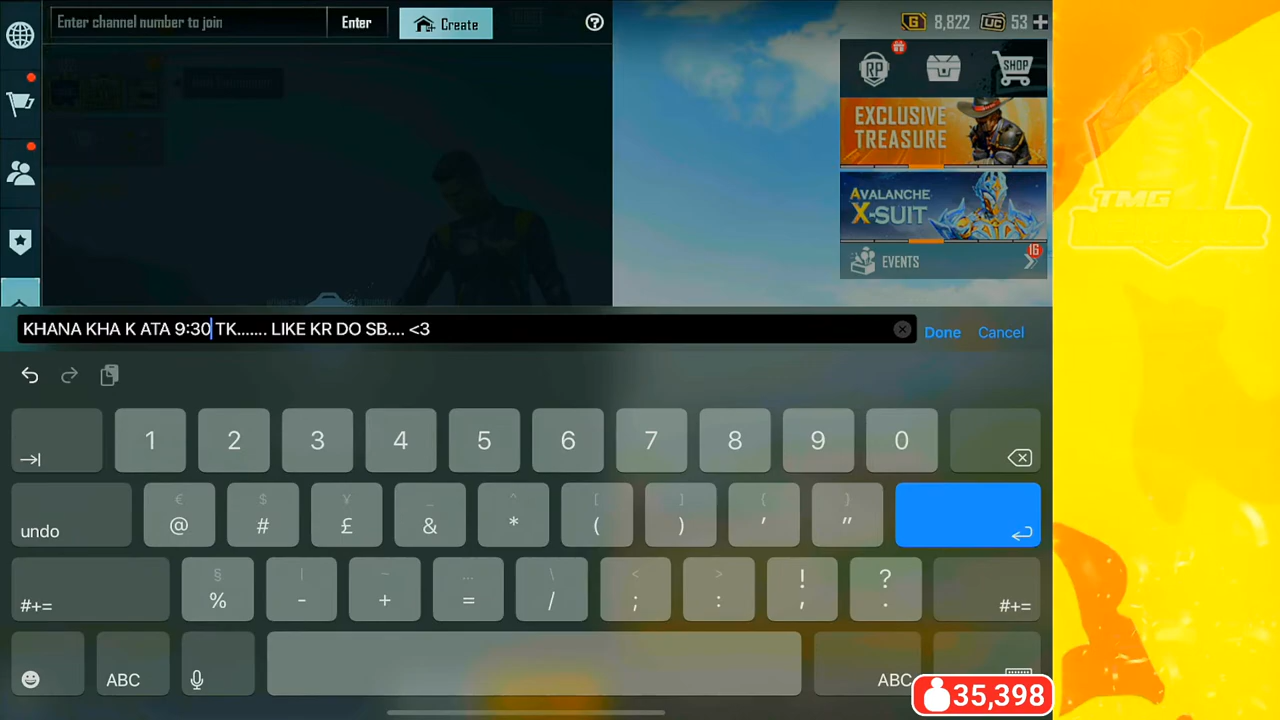 Enter channel number to join
Enter
Create
?
G 8,822 UC 53 +
RP
SHOP
EXCLUSIVE
TREASURE
AVALANCHE
X-SUIT
EVENTS
16
TMG
KHANA KHA K ATA 9:30 TK....... LIKE KR DO SB.... <3
Done Cancel
1 2 3 4 5 6 7 8 9 0
undo
€ $ ¥ _ ^ [ ] { }
@ # £ & * ( ) ' "
§ | ~ … \ < > ! ?
#+= % - + = / ; : , . #+=
ABC ABC
35,398